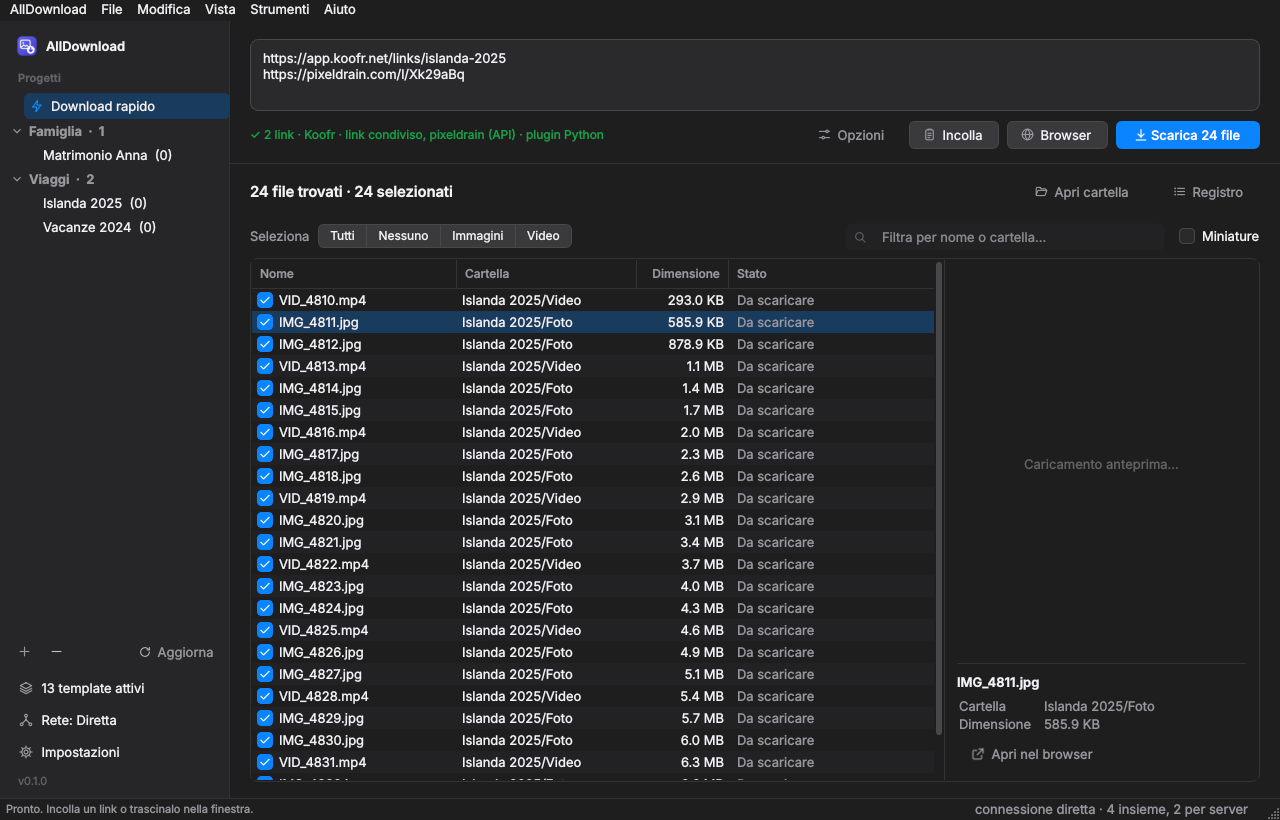 AllDownload File Modifica Vista Strumenti Aiuto
AllDownload
Progetti
Download rapido
Famiglia · 1
Matrimonio Anna (0)
Viaggi · 2
Islanda 2025 (0)
Vacanze 2024 (0)
Aggiorna
13 template attivi
Rete: Diretta
Impostazioni
v0.1.0
https://app.koofr.net/links/islanda-2025
https://pixeldrain.com/l/Xk29aBq
2 link · Koofr · link condiviso, pixeldrain (API) · plugin Python
Opzioni Incolla Browser Scarica 24 file
24 file trovati · 24 selezionati
Apri cartella Registro
Seleziona Tutti Nessuno Immagini Video
Filtra per nome o cartella... Miniature
Nome Cartella Dimensione Stato
VID_4810.mp4 Islanda 2025/Video 293.0 KB Da scaricare
IMG_4811.jpg Islanda 2025/Foto 585.9 KB Da scaricare
IMG_4812.jpg Islanda 2025/Foto 878.9 KB Da scaricare
VID_4813.mp4 Islanda 2025/Video 1.1 MB Da scaricare
IMG_4814.jpg Islanda 2025/Foto 1.4 MB Da scaricare
IMG_4815.jpg Islanda 2025/Foto 1.7 MB Da scaricare
VID_4816.mp4 Islanda 2025/Video 2.0 MB Da scaricare
IMG_4817.jpg Islanda 2025/Foto 2.3 MB Da scaricare
IMG_4818.jpg Islanda 2025/Foto 2.6 MB Da scaricare
VID_4819.mp4 Islanda 2025/Video 2.9 MB Da scaricare
IMG_4820.jpg Islanda 2025/Foto 3.1 MB Da scaricare
IMG_4821.jpg Islanda 2025/Foto 3.4 MB Da scaricare
VID_4822.mp4 Islanda 2025/Video 3.7 MB Da scaricare
IMG_4823.jpg Islanda 2025/Foto 4.0 MB Da scaricare
IMG_4824.jpg Islanda 2025/Foto 4.3 MB Da scaricare
VID_4825.mp4 Islanda 2025/Video 4.6 MB Da scaricare
IMG_4826.jpg Islanda 2025/Foto 4.9 MB Da scaricare
IMG_4827.jpg Islanda 2025/Foto 5.1 MB Da scaricare
VID_4828.mp4 Islanda 2025/Video 5.4 MB Da scaricare
IMG_4829.jpg Islanda 2025/Foto 5.7 MB Da scaricare
IMG_4830.jpg Islanda 2025/Foto 6.0 MB Da scaricare
VID_4831.mp4 Islanda 2025/Video 6.3 MB Da scaricare
Caricamento anteprima...
IMG_4811.jpg
Cartella Islanda 2025/Foto
Dimensione 585.9 KB
Apri nel browser
Pronto. Incolla un link o trascinalo nella finestra.
connessione diretta · 4 insieme, 2 per server